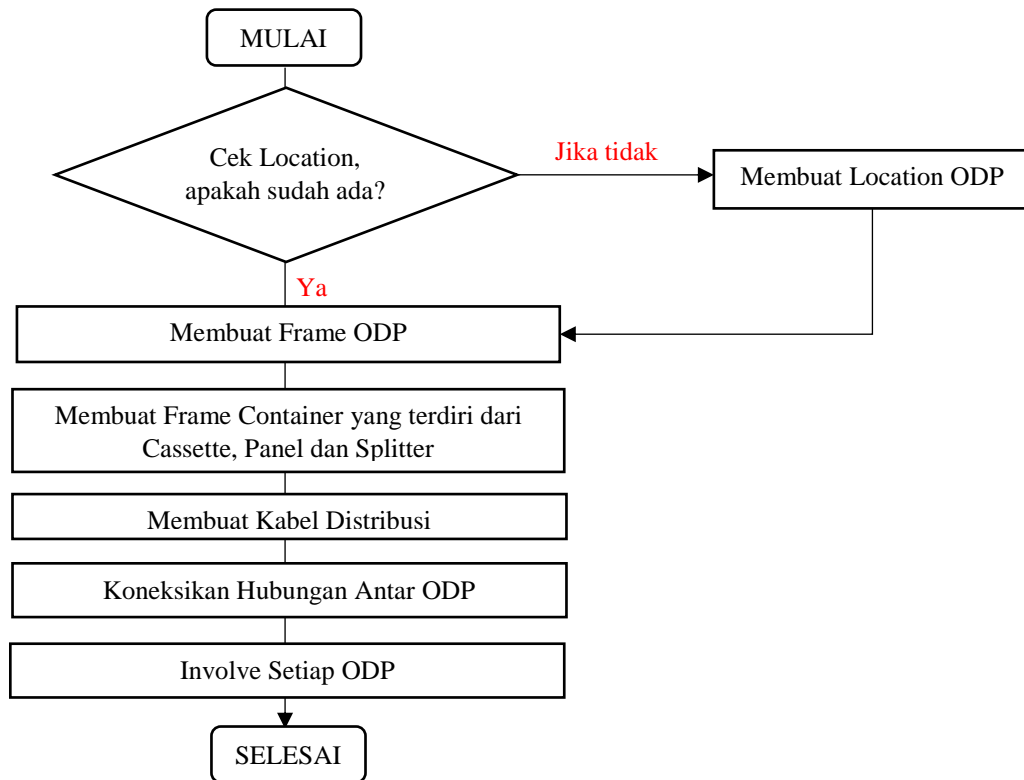 MULAI
Cek Location,
apakah sudah ada?
Jika tidak
Membuat Location ODP
Ya
Membuat Frame ODP
Membuat Frame Container yang terdiri dari
Cassette, Panel dan Splitter
Membuat Kabel Distribusi
Koneksikan Hubungan Antar ODP
Involve Setiap ODP
SELESAI